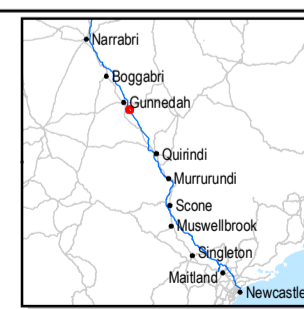 Narrabri
Boggabri
Gunnedah
Quirindi
Murrurundi
Scone
Muswellbrook
Singleton
Maitland
Newcastle